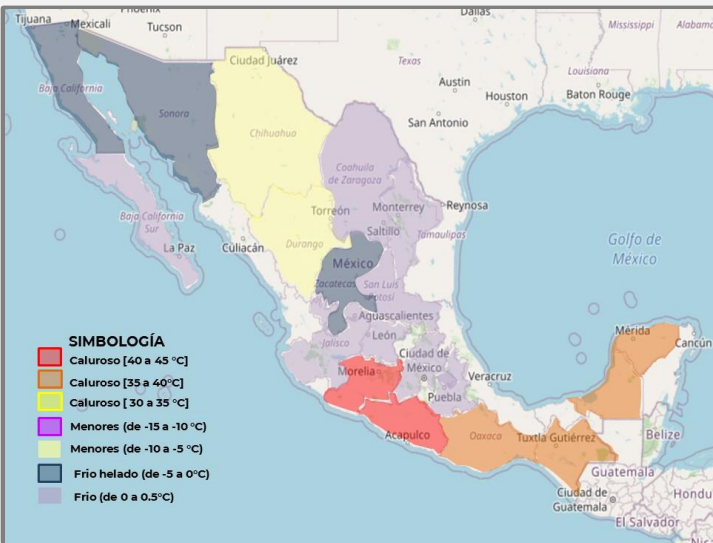 Phoenix
Dallas
Tijuana
Mexicali
Tucson
Mississippi
Alabama
Ciudad Juárez
Texas
Baja California
Louisiana
Austin
Baton Rouge
Sonora
Houston
Chihuahua
San Antonio
Coahuila
de Zaragoza
Baja California
Sur
Torreón
Monterrey
Reynosa
Saltillo
Tamaulipas
La Paz
Culiacán
Durango
Golfo de
México
México
Zacatecas
San Luis
Potosí
Aguascalientes
León
Jalisco
Mérida
Cancún
Ciudad de
México
Morelia
Veracruz
Puebla
Acapulco
Oaxaca
Tuxtla Gutiérrez
Belize
Guatemala
Ciudad de
Guatemala
Hondu
El Salvador
SIMBOLOGÍA
Caluroso [40 a 45 °C]
Caluroso [35 a 40°C]
Caluroso [ 30 a 35 °C]
Menores (de -15 a -10 °C)
Menores (de -10 a -5 °C)
Frio helado (de -5 a 0°C)
Frio (de 0 a 0.5°C)